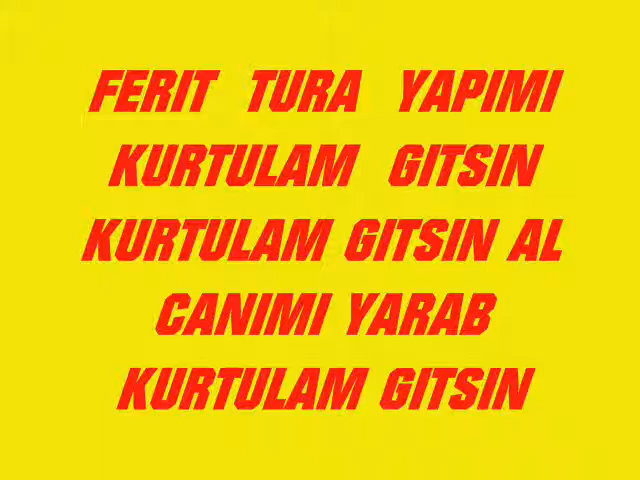 FERIT TURA YAPIMI
KURTULAM GITSIN
KURTULAM GITSIN AL
CANIMI YARAB
KURTULAM GITSIN